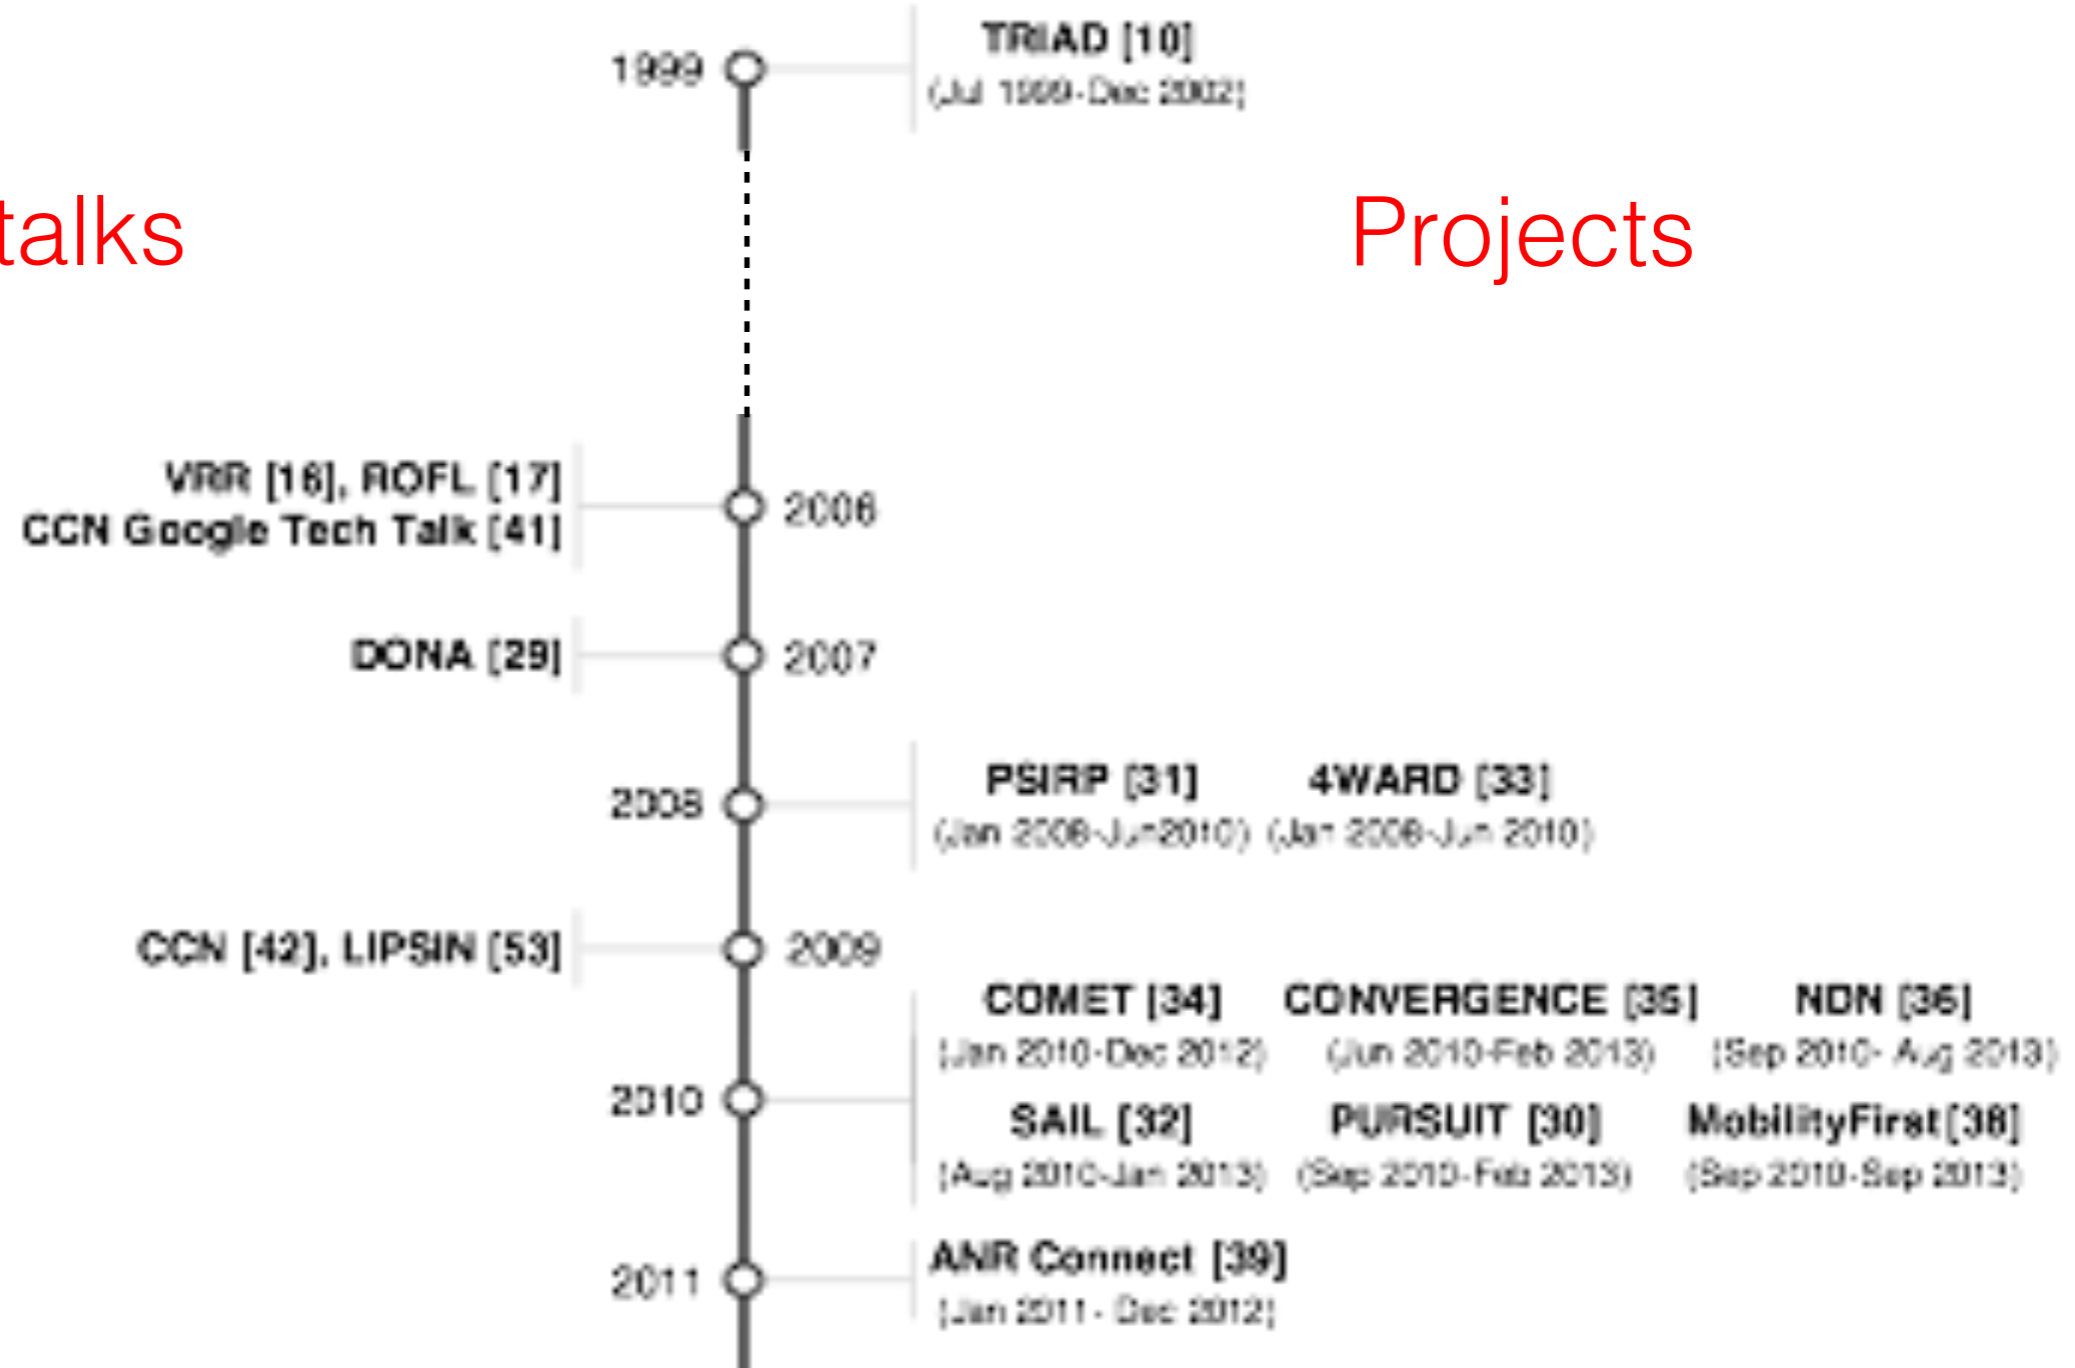 TRIAD [10]
1999
(Jul 1999-Dec 2002)
talks
Projects
VRR [16], ROFL [17]
CCN Google Tech Talk [41]
2006
DONA [29]
2007
2008
PSIRP [31] 4WARD [33]
(Jan 2008-Jun2010) (Jan 2008-Jun 2010)
CCN [42], LIPSIN [53]
2009
COMET [34] CONVERGENCE [35] NDN [36]
(Jan 2010-Dec 2012) (Jun 2010-Feb 2013) (Sep 2010- Aug 2013)
2010
SAIL [32] PURSUIT [30] MobilityFirst[38]
(Aug 2010-Jan 2013) (Sep 2010-Feb 2013) (Sep 2010-Sep 2013)
2011
ANR Connect [39]
(Jan 2011- Dec 2012)